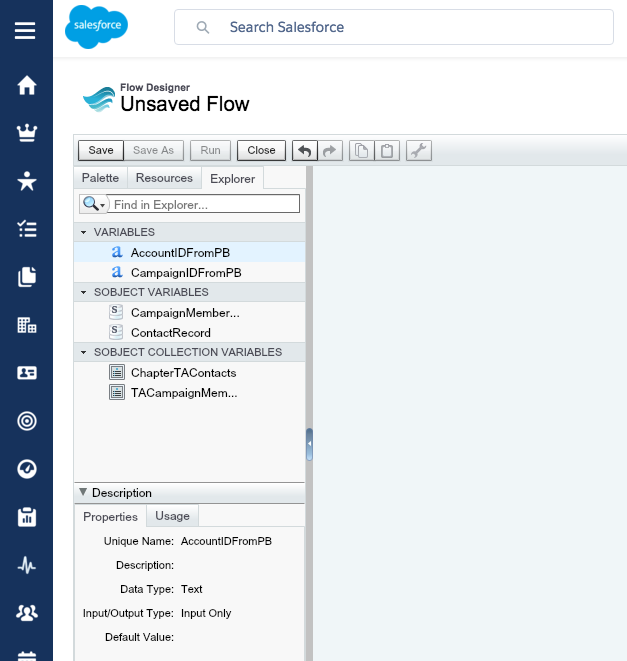 salesforce
Search Salesforce
Flow Designer
Unsaved Flow
Save Save As Run Close
Palette Resources Explorer
Find in Explorer...
VARIABLES
a AccountIDFromPB
a CampaignIDFromPB
SOBJECT VARIABLES
S CampaignMember...
S ContactRecord
SOBJECT COLLECTION VARIABLES
ChapterTAContacts
TACampaignMem...
Description
Properties Usage
Unique Name: AccountIDFromPB
Description:
Data Type: Text
Input/Output Type: Input Only
Default Value: